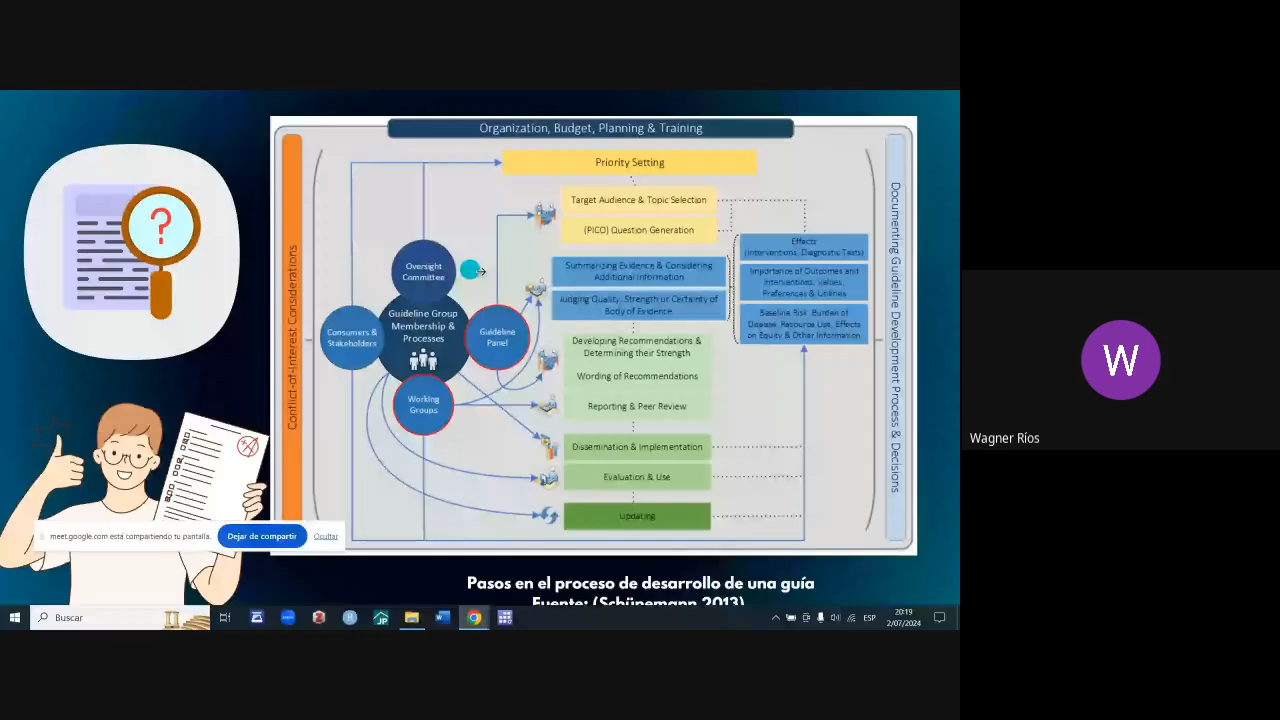 Organization, Budget, Planning & Training
Conflict-of-Interest Considerations
Documenting Guideline Development Process & Decisions
Priority Setting
Target Audience & Topic Selection
(PICO) Question Generation
Oversight
Committee
Guideline Group
Membership &
Processes
Consumers &
Stakeholders
Guideline
Panel
Working
Groups
Summarizing Evidence & Considering
Additional Information
Judging Quality, Strength or Certainty of
Body of Evidence
Effects
(Interventions, Diagnostic Tests)
Importance of Outcomes and
Interventions, Values,
Preferences & Utilities
Baseline Risk, Burden of
Disease, Resource Use, Effects
on Equity & Other Information
Developing Recommendations &
Determining their Strength
Wording of Recommendations
Reporting & Peer Review
Dissemination & Implementation
Evaluation & Use
Updating
?
meet.google.com está compartiendo tu pantalla.
Dejar de compartir
Ocultar
Pasos en el proceso de desarrollo de una guía
Fuente: (Schünemann 2013)
Buscar
zoom
Z
R
JP
W
ESP
20:19
2/07/2024
W
Wagner Ríos